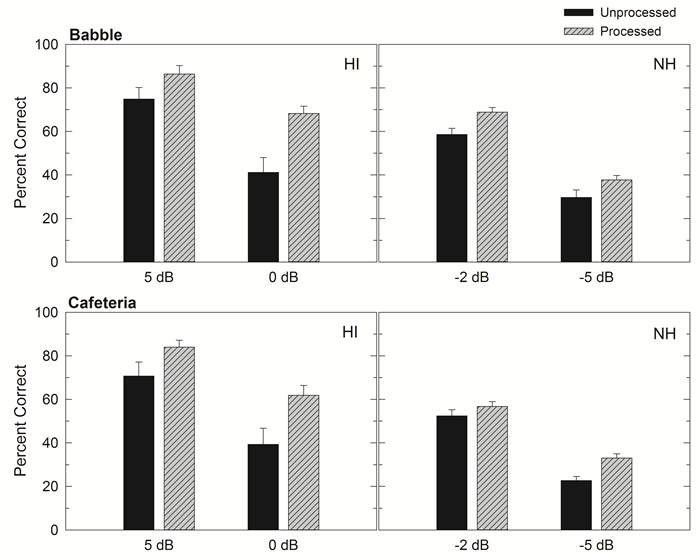 Unprocessed
Processed
Babble
HI
NH
100
80
60
40
20
0
Percent Correct
5 dB
0 dB
-2 dB
-5 dB
Cafeteria
HI
NH
100
80
60
40
20
0
Percent Correct
5 dB
0 dB
-2 dB
-5 dB